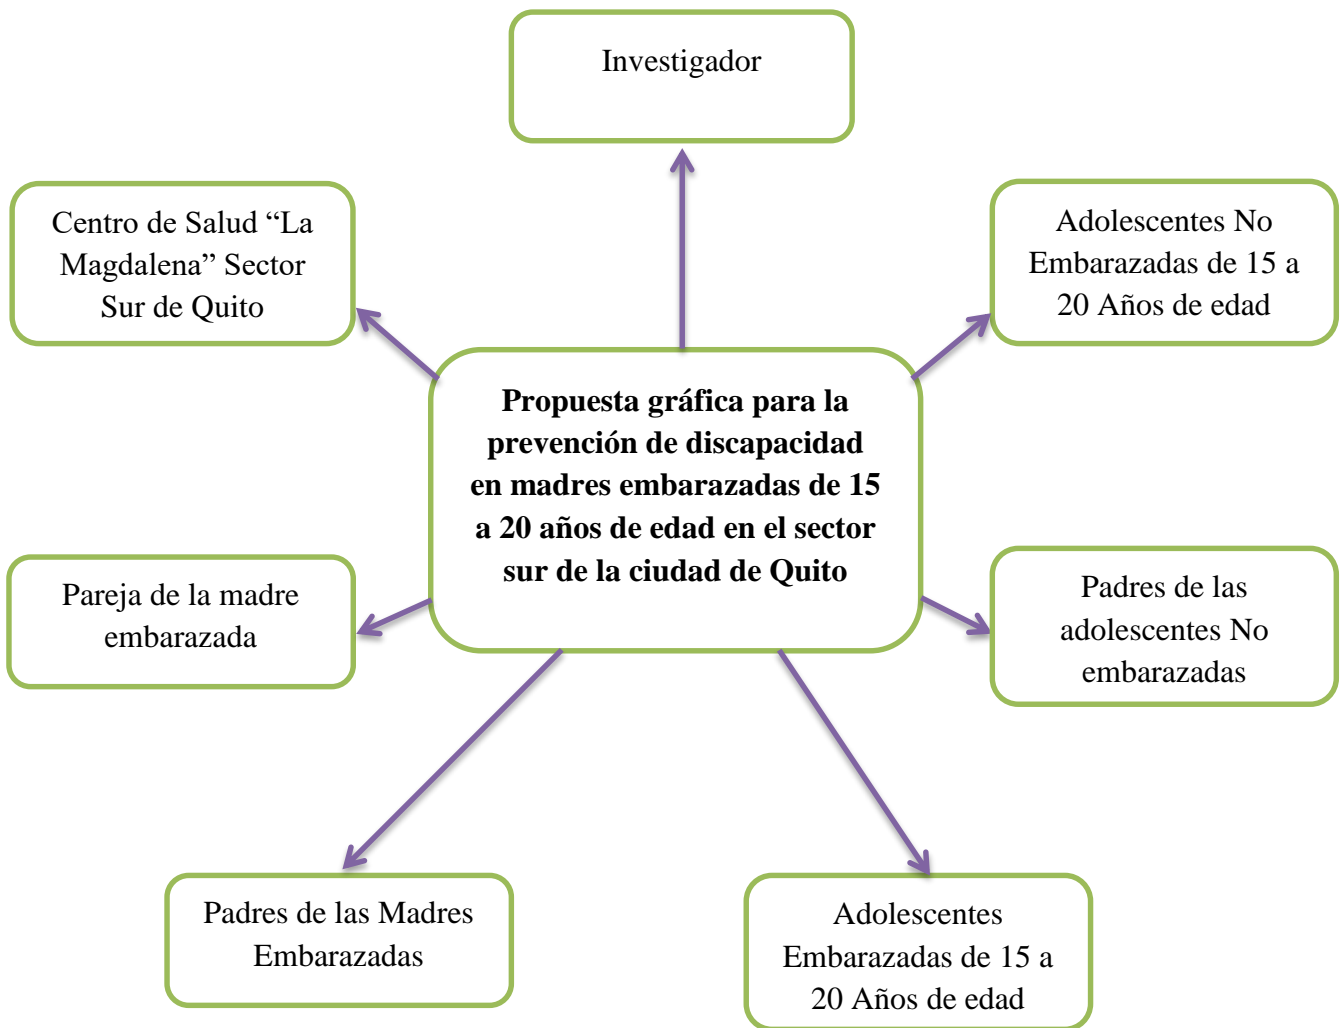 Investigador
Centro de Salud “La
Magdalena” Sector
Sur de Quito
Adolescentes No
Embarazadas de 15 a
20 Años de edad
Propuesta gráfica para la
prevención de discapacidad
en madres embarazadas de 15
a 20 años de edad en el sector
sur de la ciudad de Quito
Pareja de la madre
embarazada
Padres de las
adolescentes No
embarazadas
Padres de las Madres
Embarazadas
Adolescentes
Embarazadas de 15 a
20 Años de edad